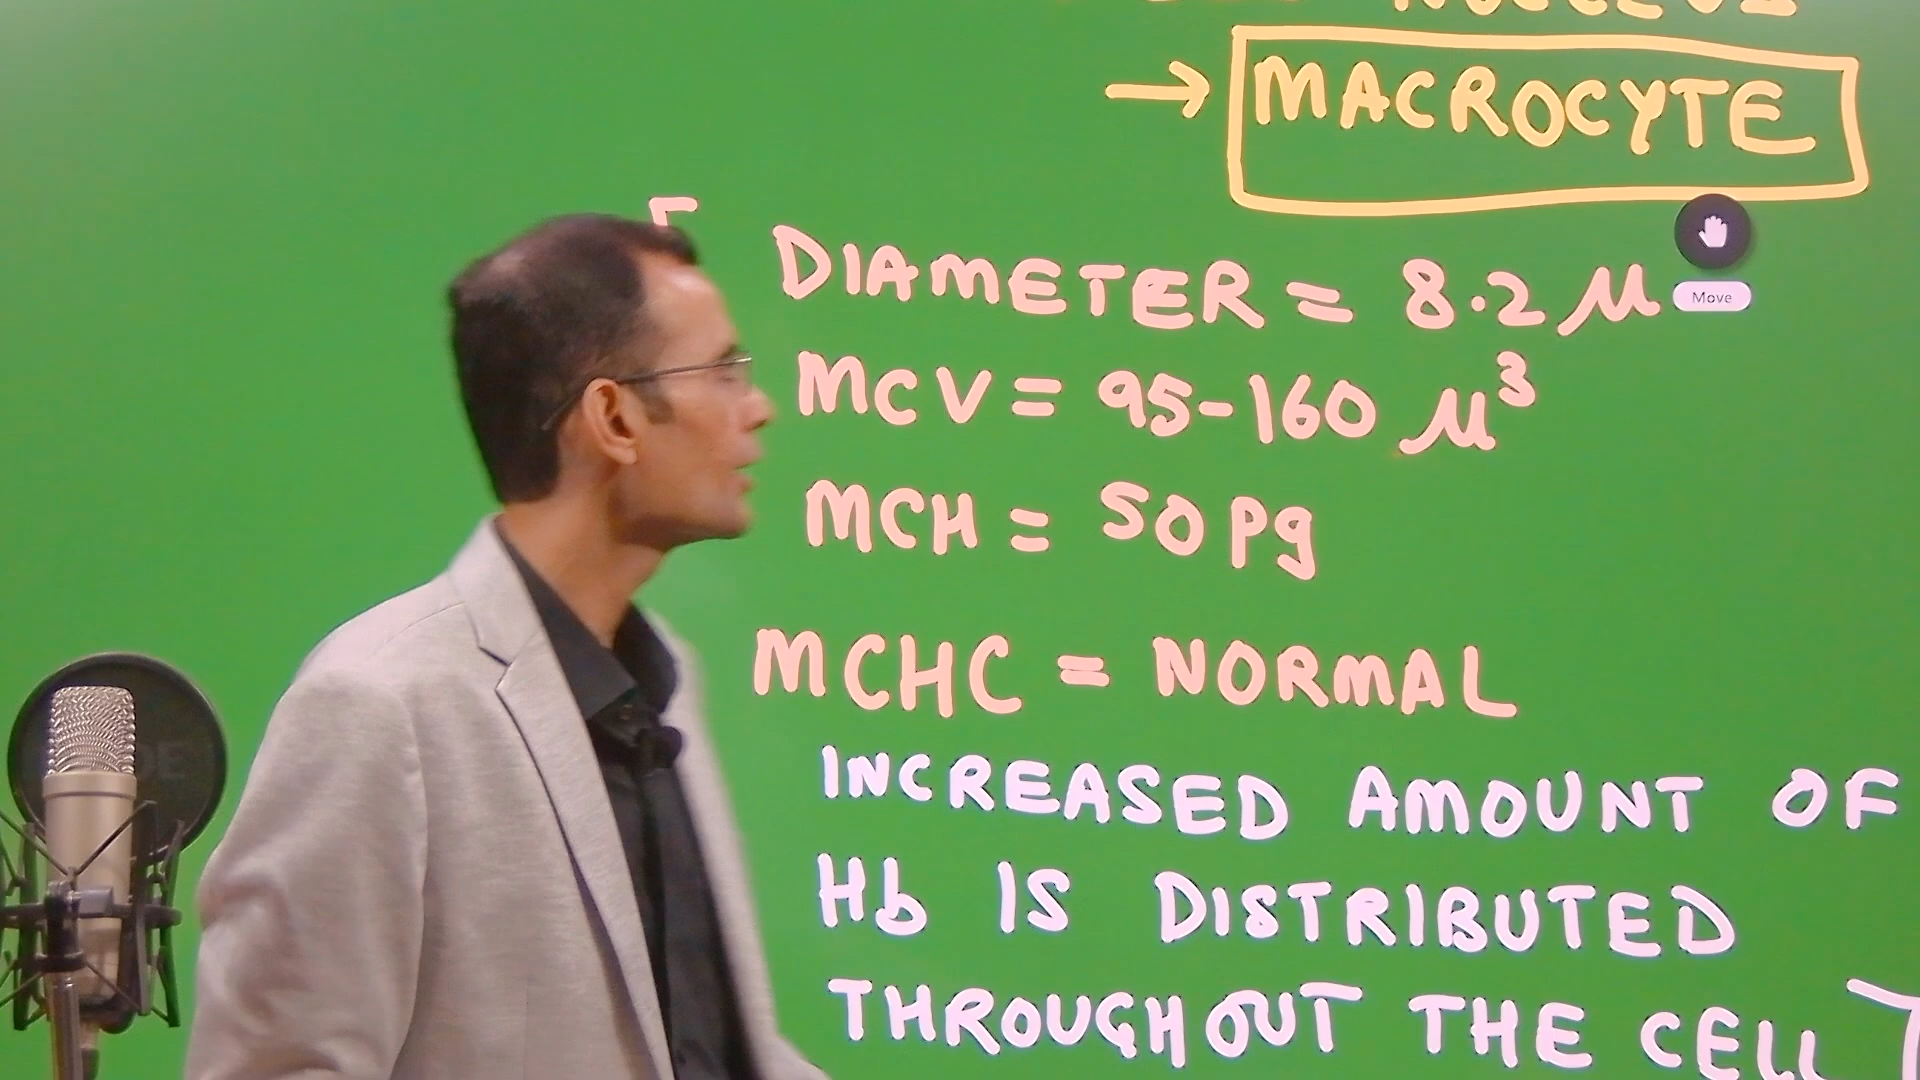 → MACROCYTE
DIAMETER = 8.2 µ
Move
MCV = 95-160 µ³
MCH = 50 Pg
MCHC = NORMAL
INCREASED AMOUNT OF
Hb IS DISTRIBUTED
THROUGHOUT THE CELL